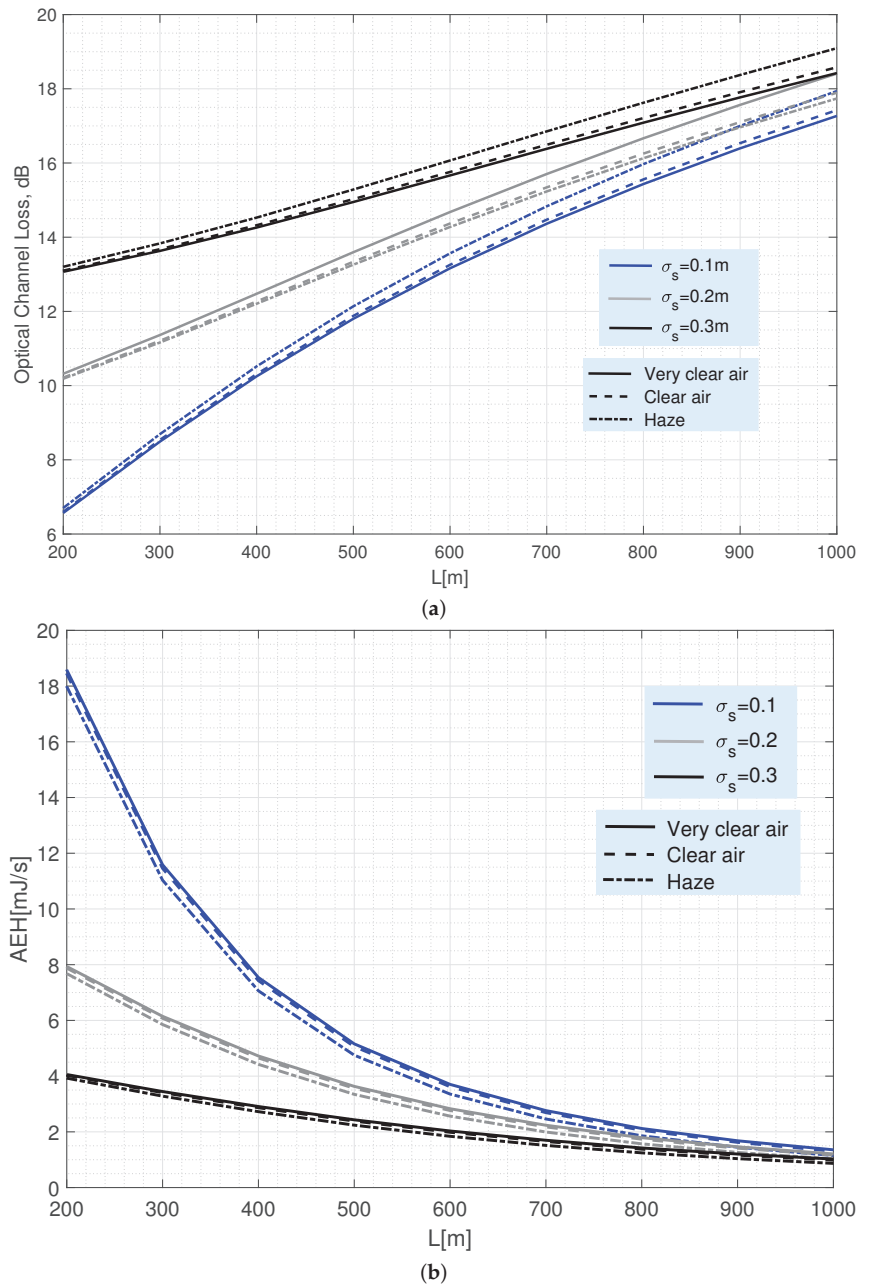 20
18
16
14
12
10
8
6
Optical Channel Loss, dB
σs=0.1m
σs=0.2m
σs=0.3m
Very clear air
Clear air
Haze
200 300 400 500 600 700 800 900 1000
L[m]
(a)
20
18
16
14
12
10
8
6
4
2
0
AEH[mJ/s]
σs=0.1
σs=0.2
σs=0.3
Very clear air
Clear air
Haze
200 300 400 500 600 700 800 900 1000
L[m]
(b)